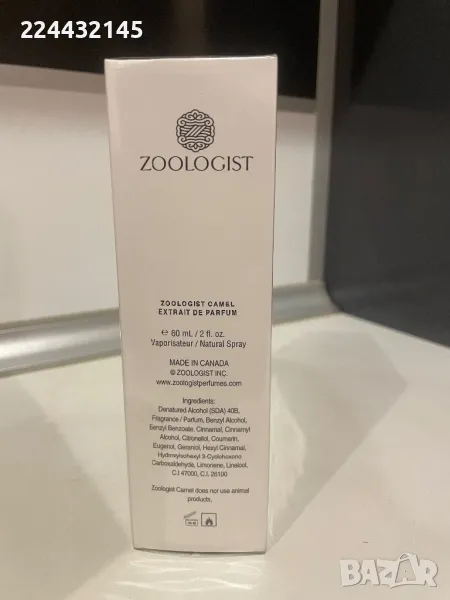 224432145
ZOOLOGIST
ZOOLOGIST CAMEL
EXTRAIT DE PARFUM
℮ 60 mL / 2 fl. oz.
Vaporisateur / Natural Spray
MADE IN CANADA
© ZOOLOGIST INC.
www.zoologistperfumes.com
Ingredients:
Denatured Alcohol (SDA) 40B,
Fragrance / Parfum, Benzyl Alcohol,
Benzyl Benzoate, Cinnamal, Cinnamyl
Alcohol, Citronellol, Coumarin,
Eugenol, Geraniol, Hexyl Cinnamal,
Hydroxyisohexyl 3-Cyclohexene
Carboxaldehyde, Limonene, Linalool,
C.I 47000, C.I. 26100
Zoologist Camel does nor use animal
products.
BAZAR